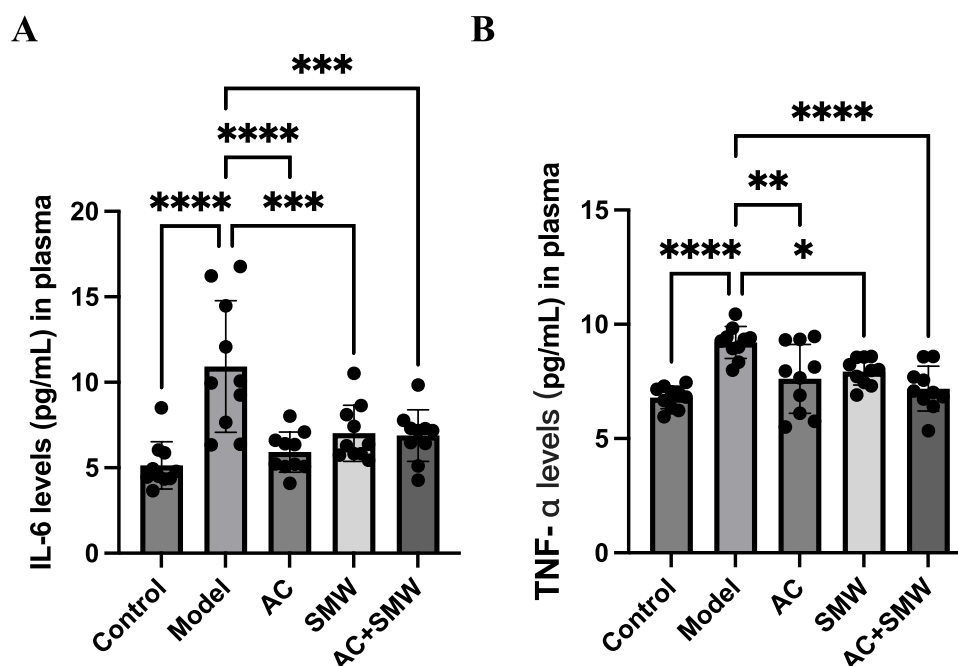 A
***
****
**** ***
20
15
10
5
0
IL-6 levels (pg/mL) in plasma
Control
Model
AC
SMW
AC+SMW
B
****
**
**** *
15
10
5
0
TNF- α levels (pg/mL) in plasma
Control
Model
AC
SMW
AC+SMW